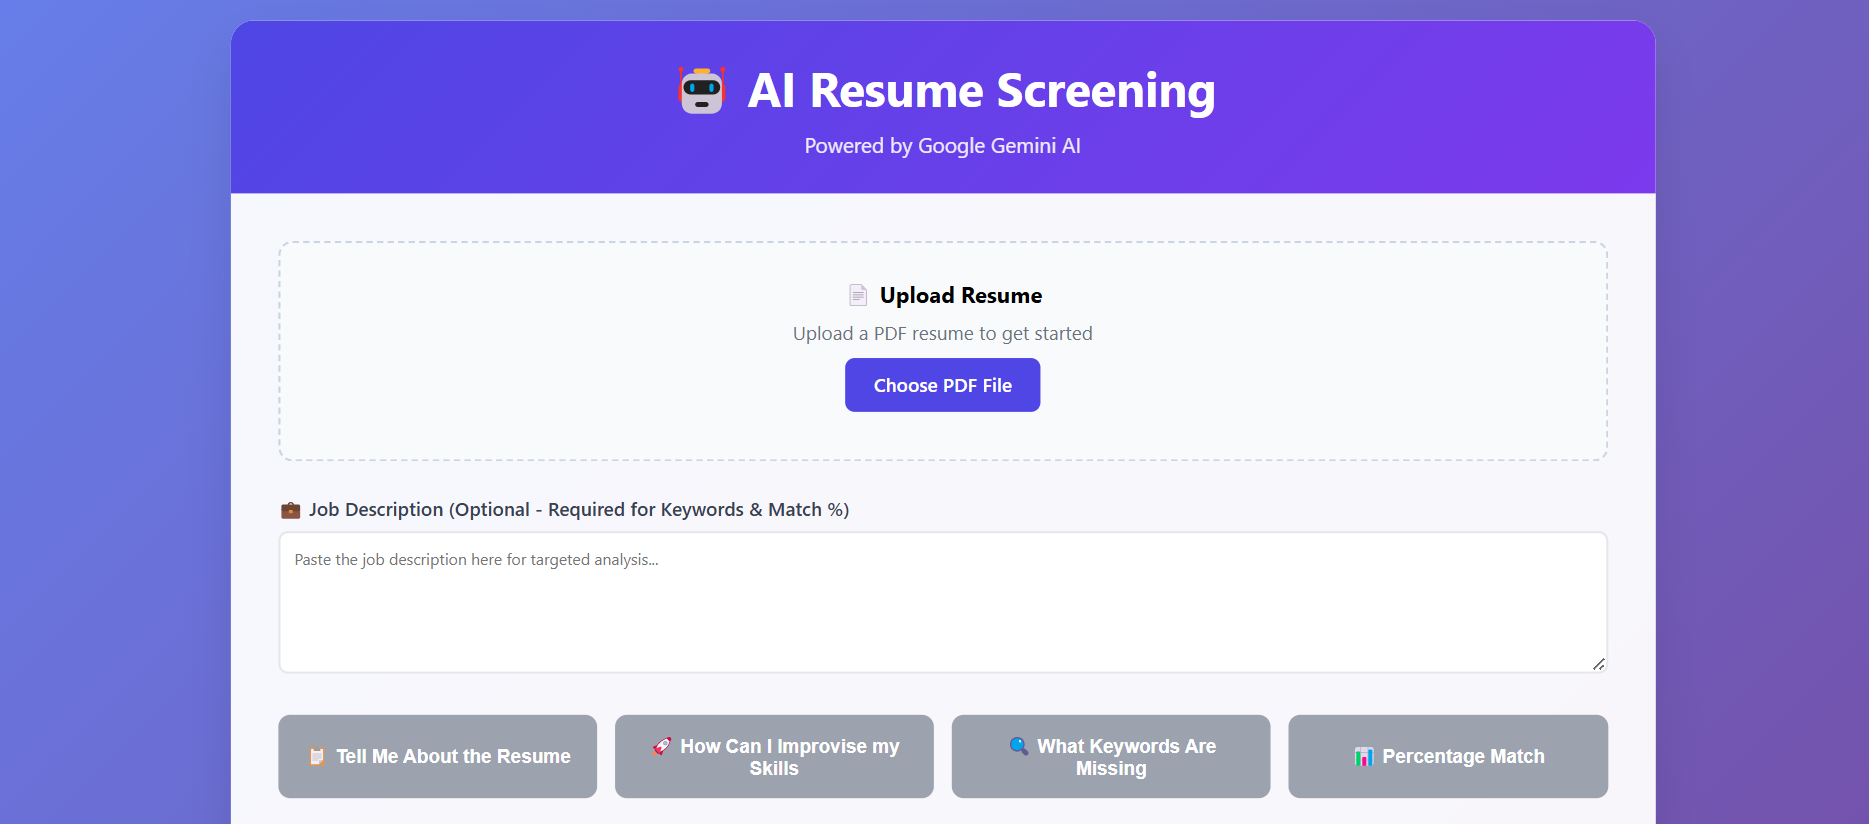 AI Resume Screening
Powered by Google Gemini AI
Upload Resume
Upload a PDF resume to get started
Choose PDF File
Job Description (Optional - Required for Keywords & Match %)
Paste the job description here for targeted analysis...
Tell Me About the Resume
How Can I Improvise my
Skills
What Keywords Are
Missing
Percentage Match